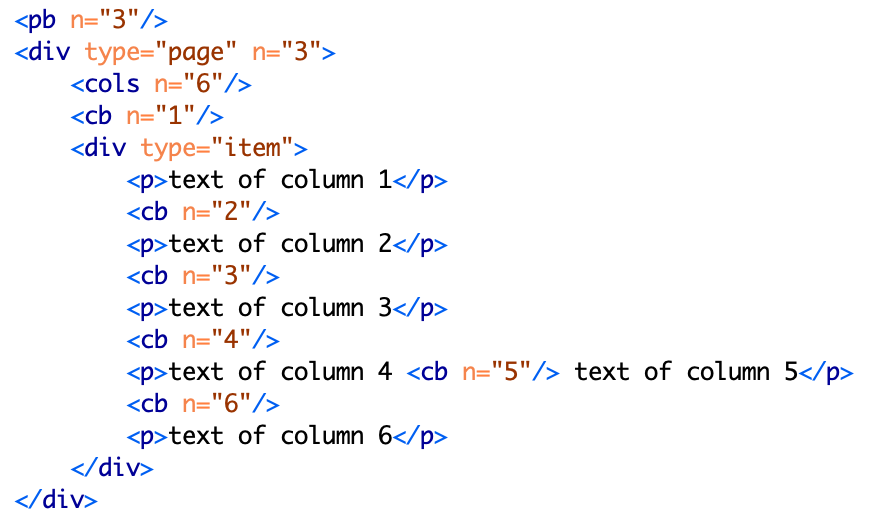 <pb n="3"/>
<div type="page" n="3">
    <cols n="6"/>
    <cb n="1"/>
    <div type="item">
        <p>text of column 1</p>
        <cb n="2"/>
        <p>text of column 2</p>
        <cb n="3"/>
        <p>text of column 3</p>
        <cb n="4"/>
        <p>text of column 4 <cb n="5"/> text of column 5</p>
        <cb n="6"/>
        <p>text of column 6</p>
    </div>
</div>